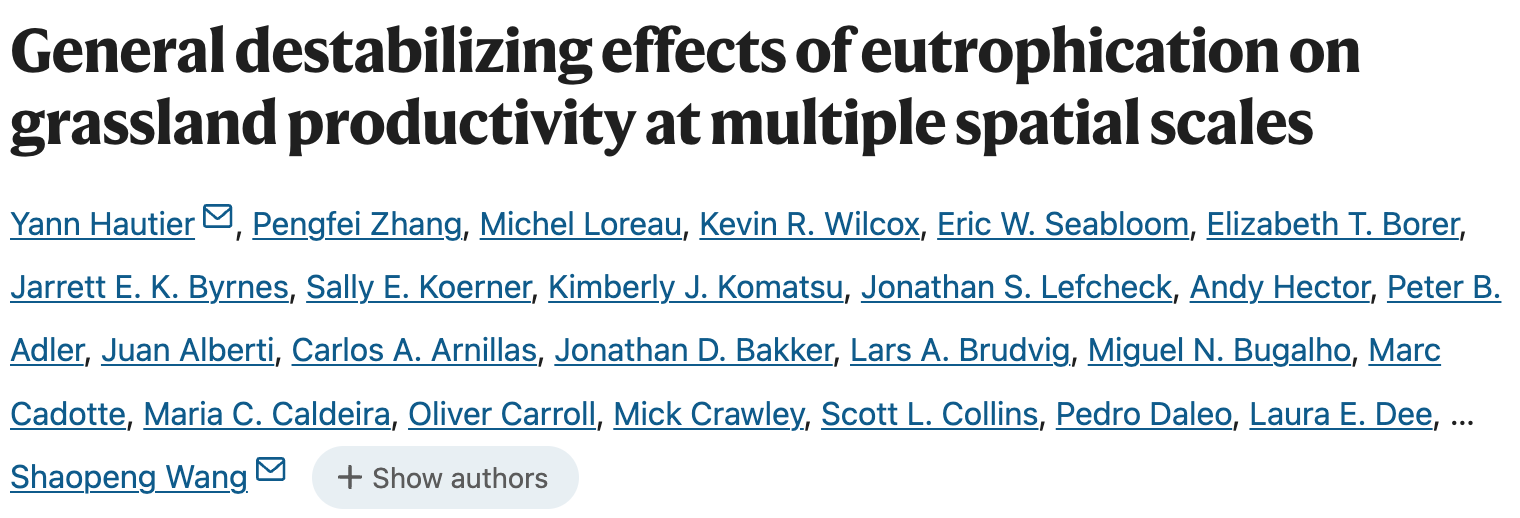 General destabilizing effects of eutrophication on
grassland productivity at multiple spatial scales
Yann Hautier, Pengfei Zhang, Michel Loreau, Kevin R. Wilcox, Eric W. Seabloom, Elizabeth T. Borer,
Jarrett E. K. Byrnes, Sally E. Koerner, Kimberly J. Komatsu, Jonathan S. Lefcheck, Andy Hector, Peter B.
Adler, Juan Alberti, Carlos A. Arnillas, Jonathan D. Bakker, Lars A. Brudvig, Miguel N. Bugalho, Marc
Cadotte, Maria C. Caldeira, Oliver Carroll, Mick Crawley, Scott L. Collins, Pedro Daleo, Laura E. Dee, …
Shaopeng Wang + Show authors